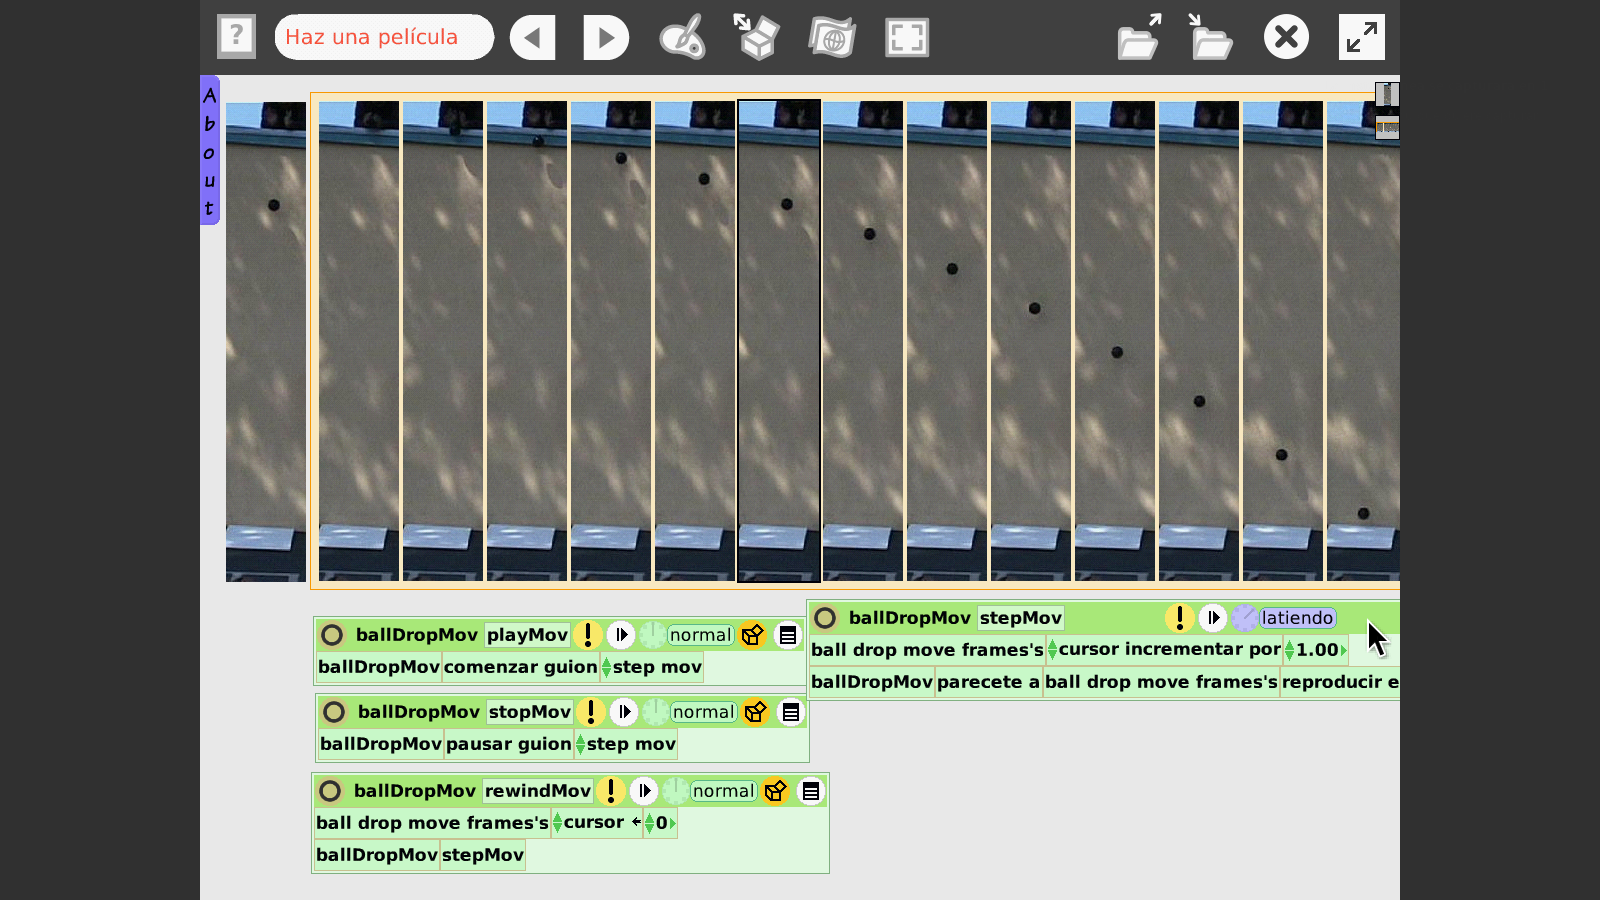 ?
Haz una película
About
ballDropMov playMov ! normal
ballDropMov comenzar guion step mov
ballDropMov stopMov ! normal
ballDropMov pausar guion step mov
ballDropMov rewindMov ! normal
ball drop move frames's cursor ← 0
ballDropMov stepMov
ballDropMov stepMov ! latiendo
ball drop move frames's cursor incrementar por 1.00
ballDropMov parecete a ball drop move frames's reproducir e